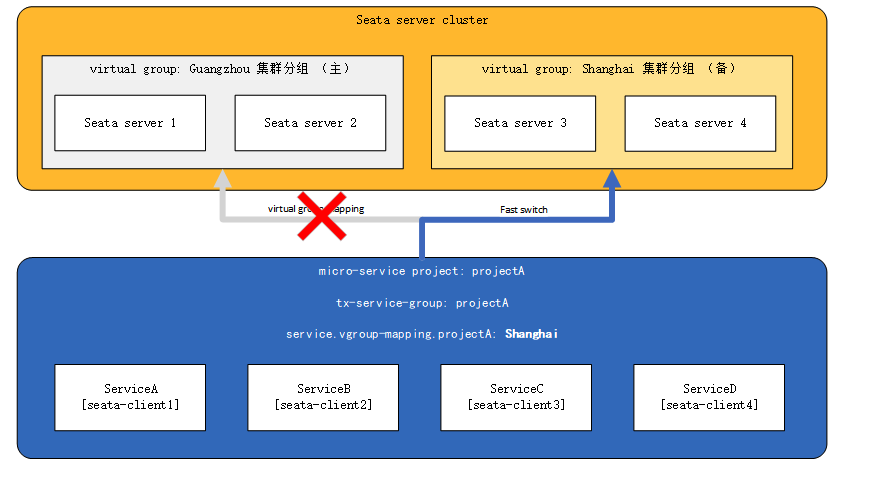 Seata server cluster
virtual group: Guangzhou 集群分组 （主）
virtual group: Shanghai 集群分组 （备）
Seata server 1
Seata server 2
Seata server 3
Seata server 4
virtual group mapping
Fast switch
micro-service project: projectA
tx-service-group: projectA
service.vgroup-mapping.projectA: Shanghai
ServiceA
[seata-client1]
ServiceB
[seata-client2]
ServiceC
[seata-client3]
ServiceD
[seata-client4]